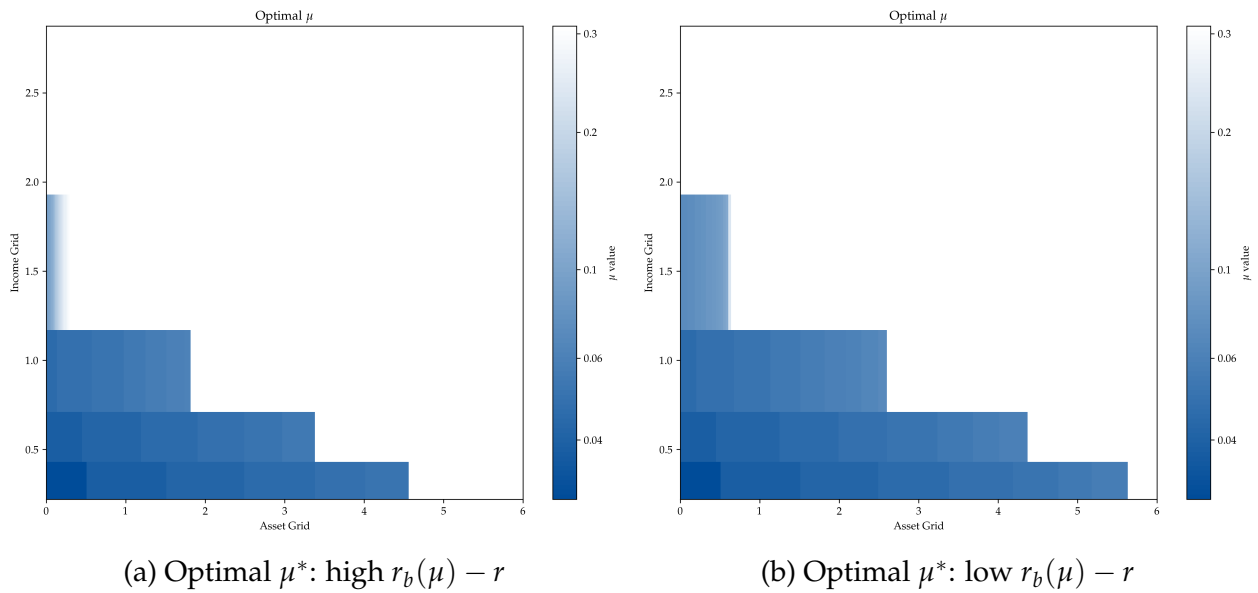 Optimal μ
2.5
2.0
1.5
1.0
0.5
Income Grid
0 1 2 3 4 5 6
Asset Grid
0.3
0.2
0.1
0.06
0.04
μ value
(a) Optimal μ*: high r_b(μ) − r
Optimal μ
2.5
2.0
1.5
1.0
0.5
Income Grid
0 1 2 3 4 5 6
Asset Grid
0.3
0.2
0.1
0.06
0.04
μ value
(b) Optimal μ*: low r_b(μ) − r